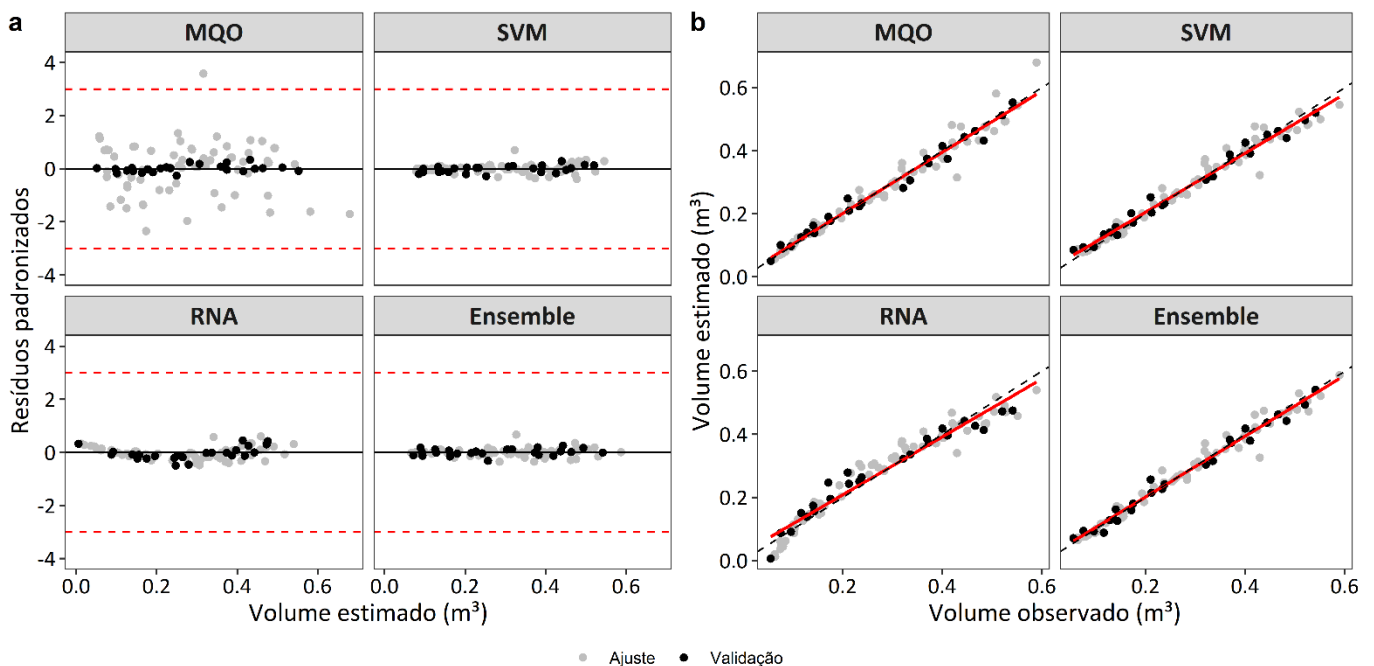 a
MQO
SVM
4
2
0
-2
-4
RNA
Ensemble
4
2
0
-2
-4
Resíduos padronizados
0.0 0.2 0.4 0.6 0.0 0.2 0.4 0.6
Volume estimado (m³)
b
MQO
SVM
0.6
0.4
0.2
0.0
RNA
Ensemble
0.6
0.4
0.2
0.0
Volume estimado (m³)
0.2 0.4 0.6 0.2 0.4 0.6
Volume observado (m³)
Ajuste Validação